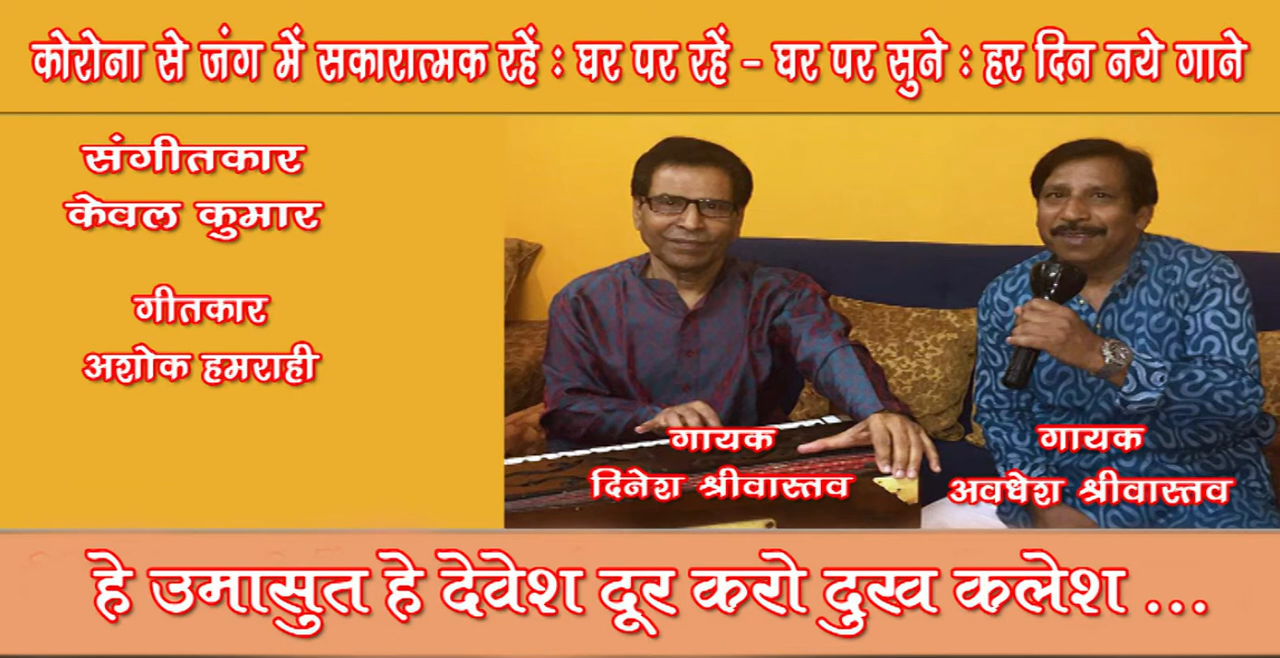 कोरोना से जंग में सकारात्मक रहें : घर पर रहें - घर पर सुने : हर दिन नये गाने
संगीतकार
केवल कुमार
गीतकार
अशोक हमराही
गायक
दिनेश श्रीवास्तव
गायक
अवधेश श्रीवास्तव
हे उमासुत हे देवेश दूर करो दुख कलेश ...